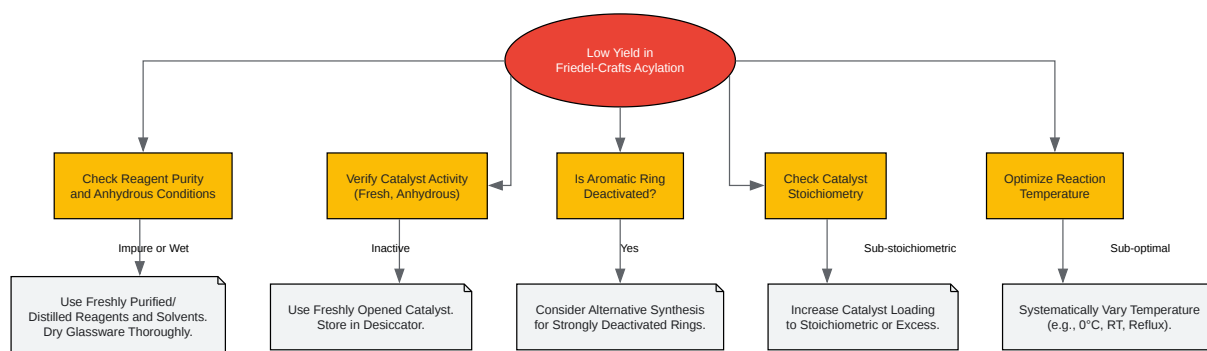 Low Yield in
Friedel-Crafts Acylation
Check Reagent Purity
and Anhydrous Conditions
Verify Catalyst Activity
(Fresh, Anhydrous)
Is Aromatic Ring
Deactivated?
Check Catalyst
Stoichiometry
Optimize Reaction
Temperature
Impure or Wet
Inactive
Yes
Sub-stoichiometric
Sub-optimal
Use Freshly Purified/
Distilled Reagents and Solvents.
Dry Glassware Thoroughly.
Use Freshly Opened Catalyst.
Store in Desiccator.
Consider Alternative Synthesis
for Strongly Deactivated Rings.
Increase Catalyst Loading
to Stoichiometric or Excess.
Systematically Vary Temperature
(e.g., 0°C, RT, Reflux).